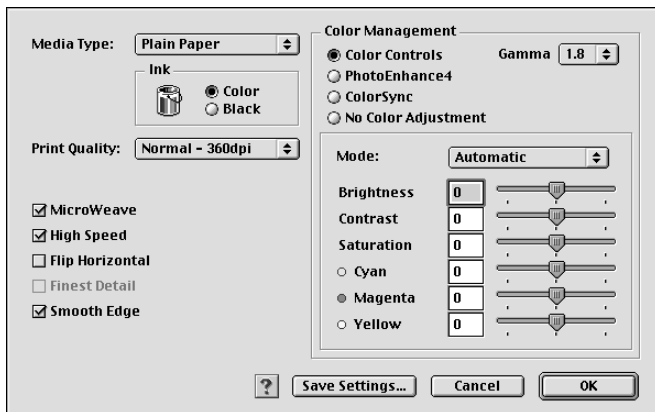 Media Type: Plain Paper
Ink
Color
Black
Print Quality: Normal - 360dpi
MicroWeave
High Speed
Flip Horizontal
Finest Detail
Smooth Edge
Color Management
Color Controls
Gamma 1.8
PhotoEnhance4
ColorSync
No Color Adjustment
Mode: Automatic
Brightness 0
Contrast 0
Saturation 0
Cyan 0
Magenta 0
Yellow 0
? Save Settings... Cancel OK